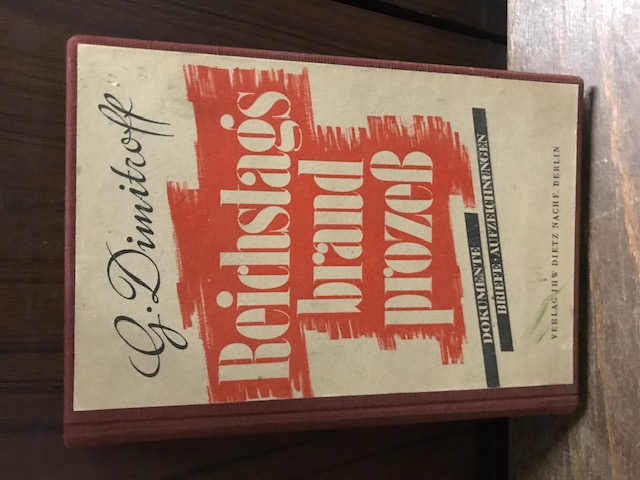 G. Dimitroff
Reichstags
brand
prozeß
DOKUMENTE
BRIEFE · AUFZEICHNUNGEN
VERLAG JHW DIETZ NACHF. BERLIN